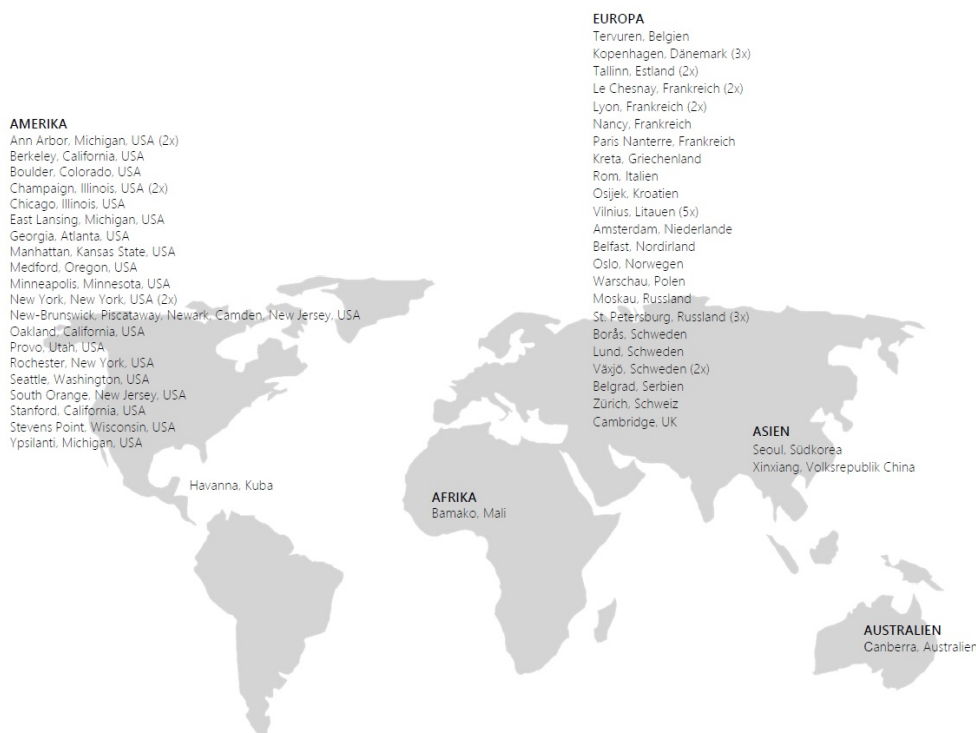 EUROPA
Tervuren, Belgien
Kopenhagen, Dänemark (3x)
Tallinn, Estland (2x)
Le Chesnay, Frankreich (2x)
Lyon, Frankreich (2x)
Nancy, Frankreich
Paris Nanterre, Frankreich
Kreta, Griechenland
Rom, Italien
Osijek, Kroatien
Vilnius, Litauen (5x)
Amsterdam, Niederlande
Belfast, Nordirland
Oslo, Norwegen
Warschau, Polen
Moskau, Russland
St. Petersburg, Russland (3x)
Borås, Schweden
Lund, Schweden
Växjö, Schweden (2x)
Belgrad, Serbien
Zürich, Schweiz
Cambridge, UK
AMERIKA
Ann Arbor, Michigan, USA (2x)
Berkeley, California, USA
Boulder, Colorado, USA
Champaign, Illinois, USA (2x)
Chicago, Illinois, USA
East Lansing, Michigan, USA
Georgia, Atlanta, USA
Manhattan, Kansas State, USA
Medford, Oregon, USA
Minneapolis, Minnesota, USA
New York, New York, USA (2x)
New-Brunswick, Piscataway, Newark, Camden, New Jersey, USA
Oakland, California, USA
Provo, Utah, USA
Rochester, New York, USA
Seattle, Washington, USA
South Orange, New Jersey, USA
Stanford, California, USA
Stevens Point, Wisconsin, USA
Ypsilanti, Michigan, USA
Havanna, Kuba
AFRIKA
Bamako, Mali
ASIEN
Seoul, Südkorea
Xinxiang, Volksrepublik China
AUSTRALIEN
Canberra, Australien